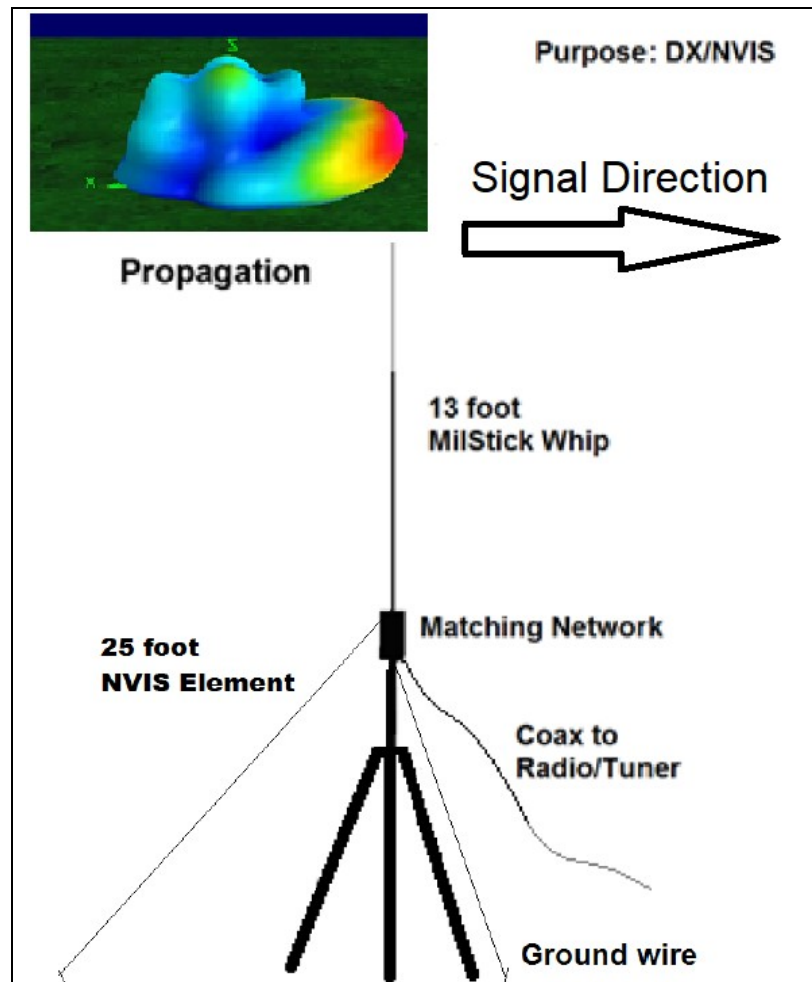 Z
X
Purpose: DX/NVIS
Signal Direction
Propagation
13 foot
MilStick Whip
Matching Network
25 foot
NVIS Element
Coax to
Radio/Tuner
Ground wire